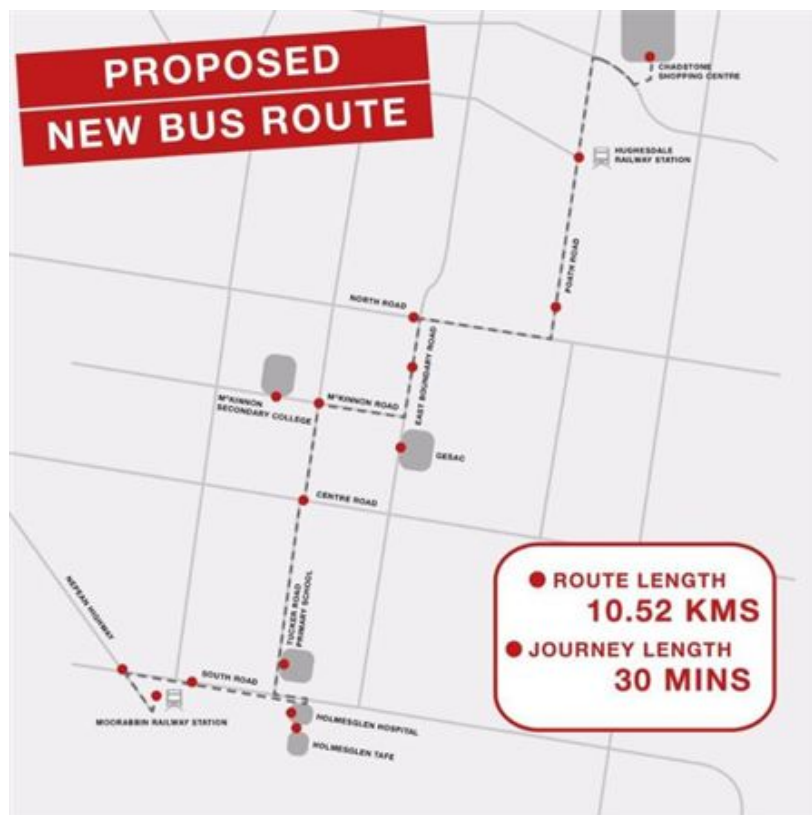 PROPOSED
NEW BUS ROUTE
CHADSTONE
SHOPPING CENTRE
HUGHESDALE
RAILWAY STATION
POATH ROAD
NORTH ROAD
EAST BOUNDARY ROAD
McKINNON
SECONDARY COLLEGE
McKINNON ROAD
GESAC
CENTRE ROAD
NEPEAN HIGHWAY
TUCKER ROAD
PRIMARY SCHOOL
SOUTH ROAD
MOORABBIN RAILWAY STATION
HOLMESGLEN HOSPITAL
HOLMESGLEN TAFE
ROUTE LENGTH
10.52 KMS
JOURNEY LENGTH
30 MINS